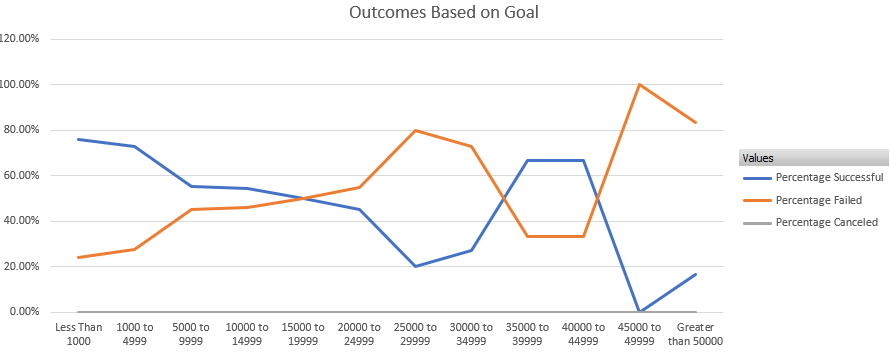 Outcomes Based on Goal
120.00%
100.00%
80.00%
60.00%
40.00%
20.00%
0.00%
Less Than 1000
1000 to 4999
5000 to 9999
10000 to 14999
15000 to 19999
20000 to 24999
25000 to 29999
30000 to 34999
35000 to 39999
40000 to 44999
45000 to 49999
Greater than 50000
Values
Percentage Successful
Percentage Failed
Percentage Canceled